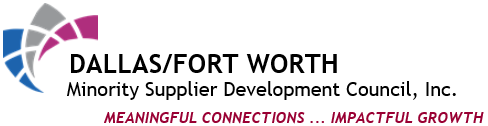 DALLAS/FORT WORTH
Minority Supplier Development Council, Inc.
MEANINGFUL CONNECTIONS ... IMPACTFUL GROWTH